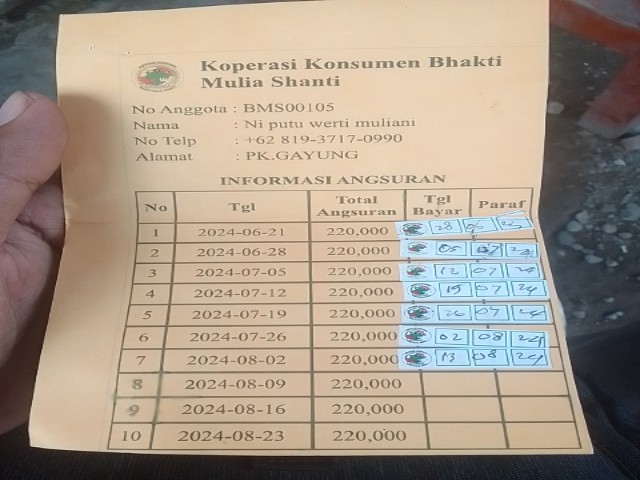 Koperasi Konsumen Bhakti
Mulia Shanti
No Anggota : BMS00105
Nama : Ni putu werti muliani
No Telp : +62 819-3717-0990
Alamat : PK.GAYUNG
INFORMASI ANGSURAN
No Tgl Total Angsuran Tgl Bayar Paraf
1 2024-06-21 220,000 28 06
2 2024-06-28 220,000 05 07 24
3 2024-07-05 220,000 12 07 24
4 2024-07-12 220,000 19 07 24
5 2024-07-19 220,000 26 07 24
6 2024-07-26 220,000 02 08 24
7 2024-08-02 220,000 13 08 24
8 2024-08-09 220,000
9 2024-08-16 220,000
10 2024-08-23 220,000